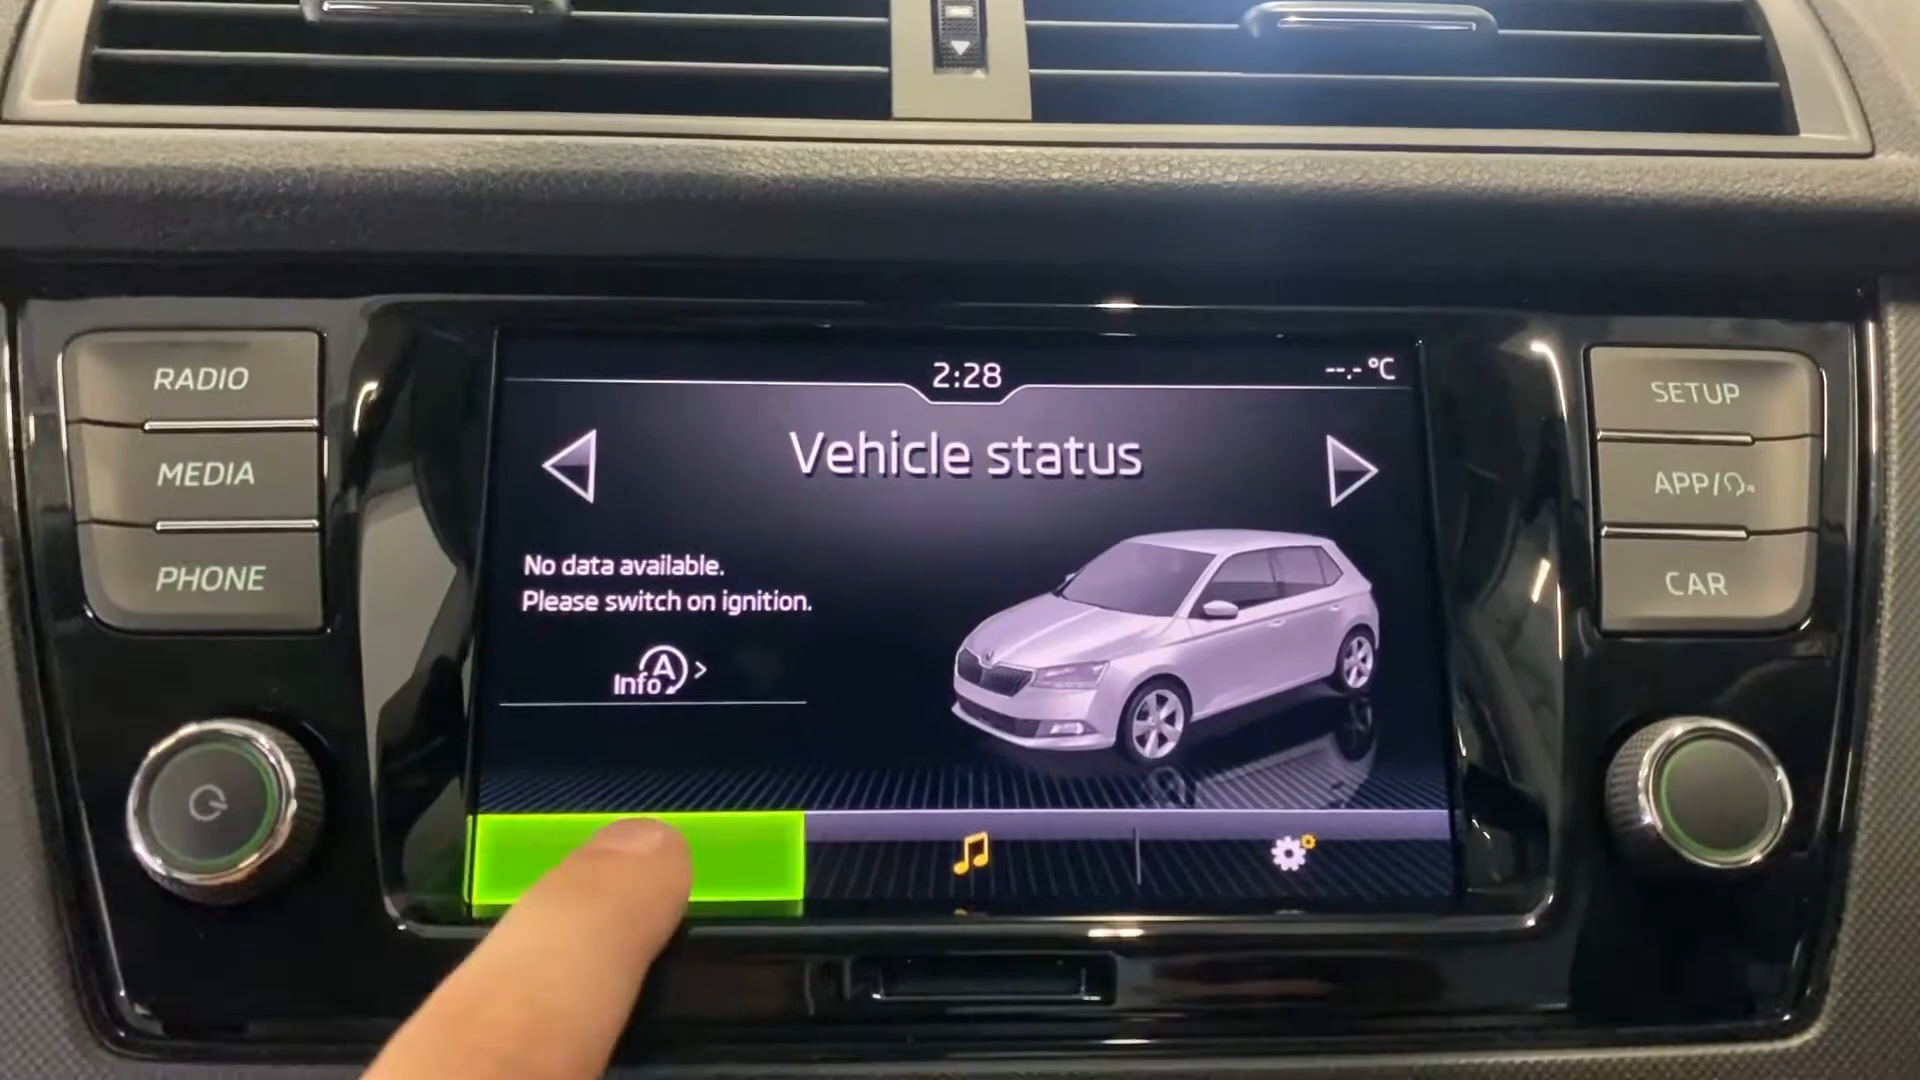 2:28
--.- °C
Vehicle status
No data available.
Please switch on ignition.
Info A >
RADIO
MEDIA
PHONE
SETUP
APP/
CAR